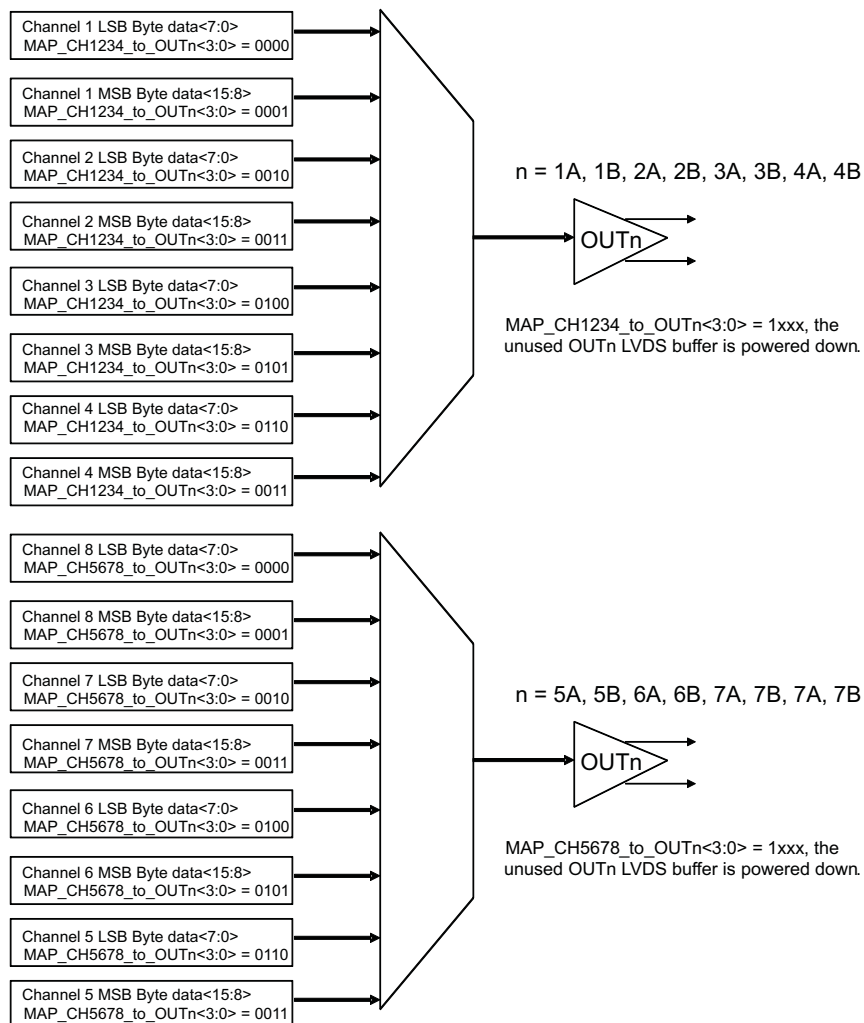 Channel 1 LSB Byte data<7:0>
MAP_CH1234_to_OUTn<3:0> = 0000
Channel 1 MSB Byte data<15:8>
MAP_CH1234_to_OUTn<3:0> = 0001
Channel 2 LSB Byte data<7:0>
MAP_CH1234_to_OUTn<3:0> = 0010
Channel 2 MSB Byte data<15:8>
MAP_CH1234_to_OUTn<3:0> = 0011
Channel 3 LSB Byte data<7:0>
MAP_CH1234_to_OUTn<3:0> = 0100
Channel 3 MSB Byte data<15:8>
MAP_CH1234_to_OUTn<3:0> = 0101
Channel 4 LSB Byte data<7:0>
MAP_CH1234_to_OUTn<3:0> = 0110
Channel 4 MSB Byte data<15:8>
MAP_CH1234_to_OUTn<3:0> = 0011
n = 1A, 1B, 2A, 2B, 3A, 3B, 4A, 4B
OUTn
MAP_CH1234_to_OUTn<3:0> = 1xxx, the
unused OUTn LVDS buffer is powered down.
Channel 8 LSB Byte data<7:0>
MAP_CH5678_to_OUTn<3:0> = 0000
Channel 8 MSB Byte data<15:8>
MAP_CH5678_to_OUTn<3:0> = 0001
Channel 7 LSB Byte data<7:0>
MAP_CH5678_to_OUTn<3:0> = 0010
Channel 7 MSB Byte data<15:8>
MAP_CH5678_to_OUTn<3:0> = 0011
Channel 6 LSB Byte data<7:0>
MAP_CH5678_to_OUTn<3:0> = 0100
Channel 6 MSB Byte data<15:8>
MAP_CH5678_to_OUTn<3:0> = 0101
Channel 5 LSB Byte data<7:0>
MAP_CH5678_to_OUTn<3:0> = 0110
Channel 5 MSB Byte data<15:8>
MAP_CH5678_to_OUTn<3:0> = 0011
n = 5A, 5B, 6A, 6B, 7A, 7B, 7A, 7B
OUTn
MAP_CH5678_to_OUTn<3:0> = 1xxx, the
unused OUTn LVDS buffer is powered down.